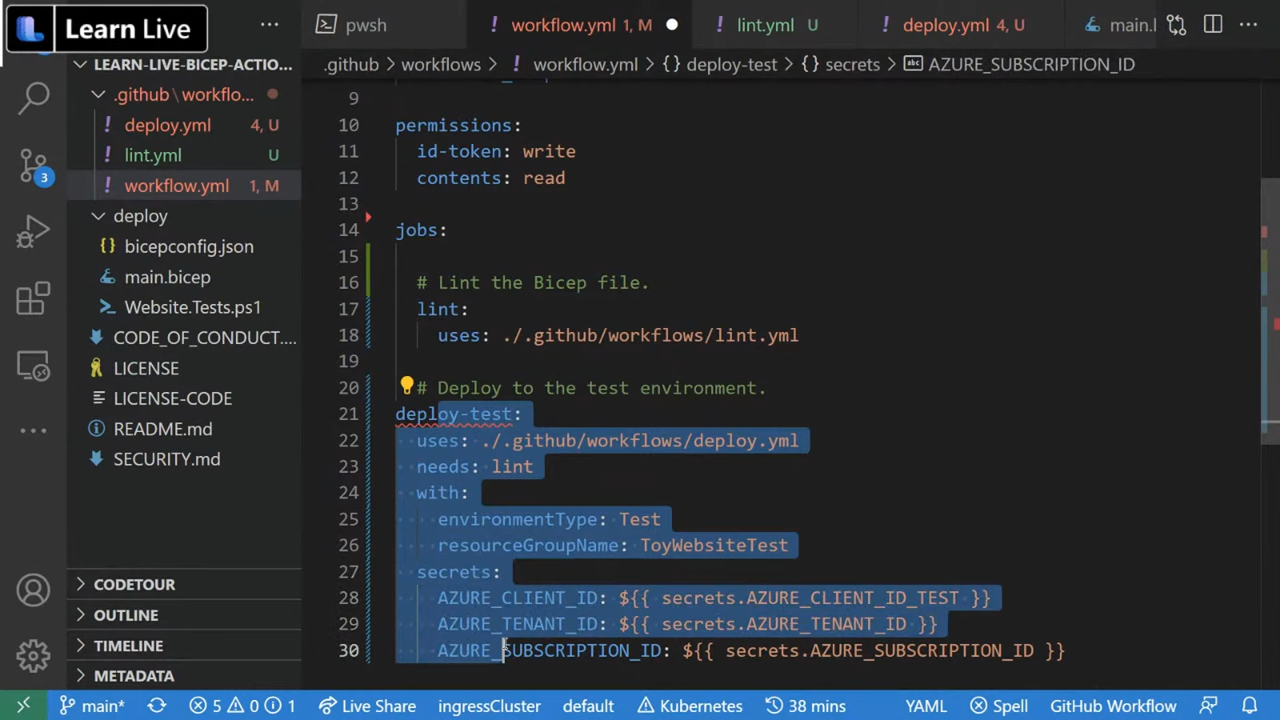 Learn Live
pwsh
workflow.yml 1, M
lint.yml U
deploy.yml 4, U
main.b
LEARN-LIVE-BICEP-ACTIO...
.github\workflo...
deploy.yml 4, U
lint.yml U
workflow.yml 1, M
deploy
bicepconfig.json
main.bicep
Website.Tests.ps1
CODE_OF_CONDUCT....
LICENSE
LICENSE-CODE
README.md
SECURITY.md
3
CODETOUR
OUTLINE
TIMELINE
MAKEDATA
.github workflows workflow.yml {} deploy-test {} secrets abc AZURE_SUBSCRIPTION_ID
9
10 permissions:
11 id-token: write
12 contents: read
13
14 jobs:
15
16 # Lint the Bicep file.
17 lint:
18 uses: ./.github/workflows/lint.yml
19
20 # Deploy to the test environment.
21 deploy-test:
22 uses: ./.github/workflows/deploy.yml
23 needs: lint
24 with:
25 environmentType: Test
26 resourceGroupName: ToyWebsiteTest
27 secrets:
28 AZURE_CLIENT_ID: ${{ secrets.AZURE_CLIENT_ID_TEST }}
29 AZURE_TENANT_ID: ${{ secrets.AZURE_TENANT_ID }}
30 AZURE_SUBSCRIPTION_ID: ${{ secrets.AZURE_SUBSCRIPTION_ID }}
main* 5 0 1 Live Share ingressCluster default Kubernetes 38 mins YAML Spell GitHub Workflow